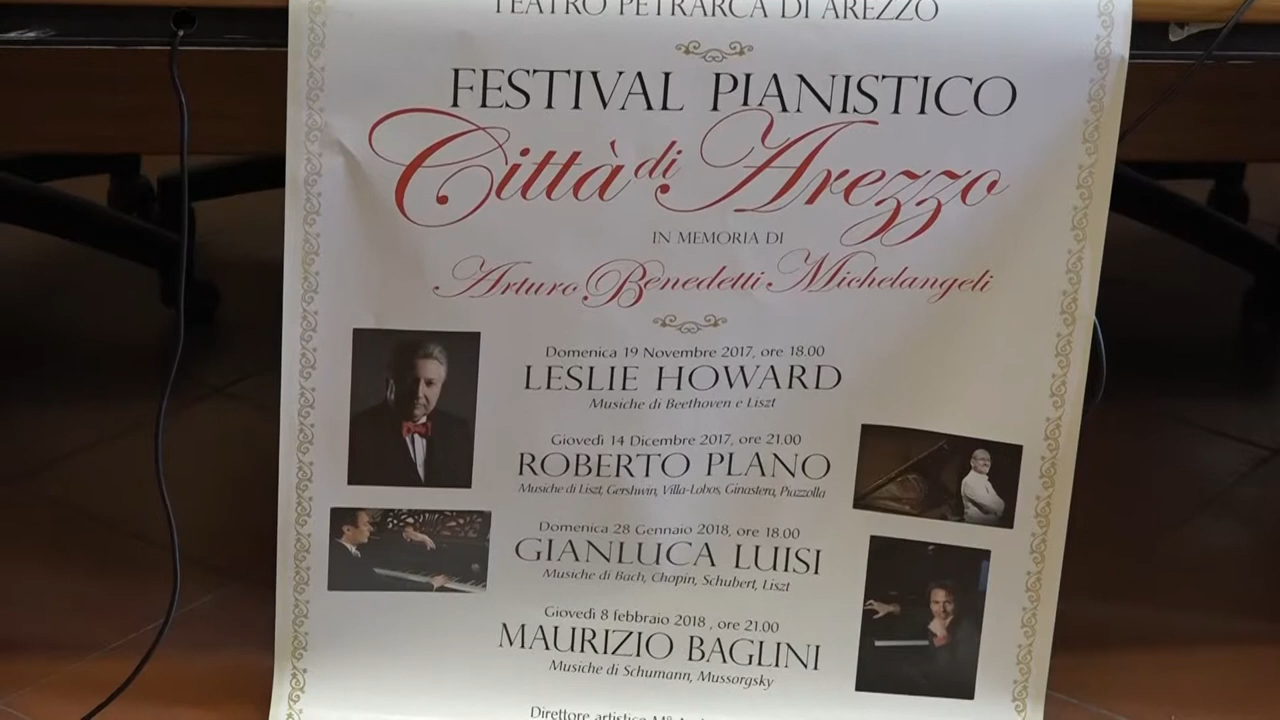 TEATRO PETRARCA DI AREZZO
FESTIVAL PIANISTICO
Città di Arezzo
IN MEMORIA DI
Arturo Benedetti Michelangeli
Domenica 19 Novembre 2017, ore 18.00
LESLIE HOWARD
Musiche di Beethoven e Liszt
Giovedì 14 Dicembre 2017, ore 21.00
ROBERTO PLANO
Musiche di Liszt, Gershwin, Villa-Lobos, Ginastera, Piazzolla
Domenica 28 Gennaio 2018, ore 18.00
GIANLUCA LUISI
Musiche di Bach, Chopin, Schubert, Liszt
Giovedì 8 febbraio 2018 , ore 21.00
MAURIZIO BAGLINI
Musiche di Schumann, Mussorgsky
Direttore artistico M°